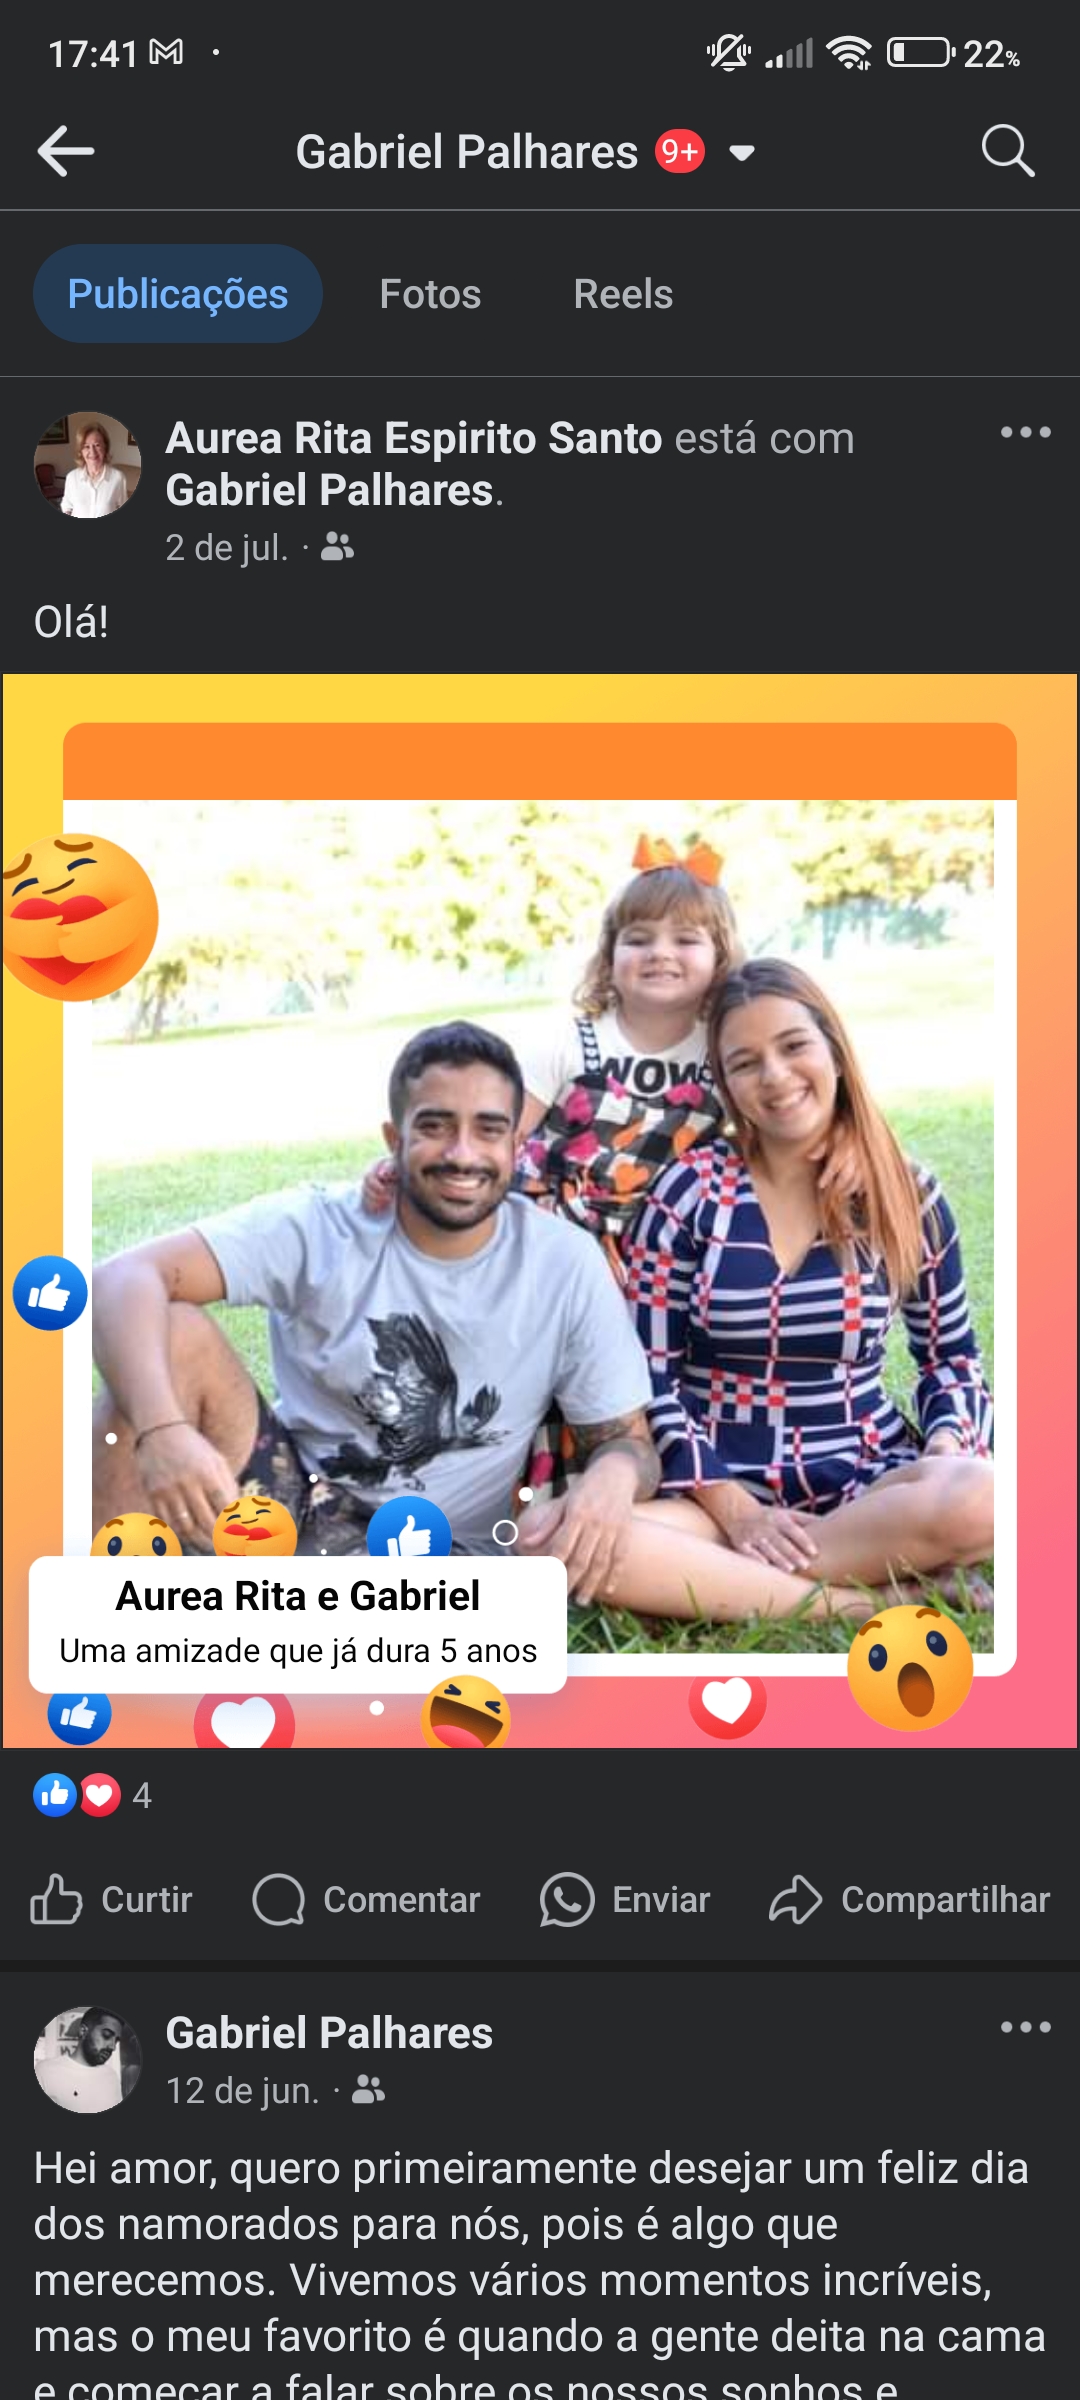 17:41
22%
Gabriel Palhares 9+
Publicações Fotos Reels
Aurea Rita Espirito Santo está com
Gabriel Palhares.
2 de jul. ·
Olá!
WOW
Aurea Rita e Gabriel
Uma amizade que já dura 5 anos
4
Curtir Comentar Enviar Compartilhar
Gabriel Palhares
12 de jun. ·
Hei amor, quero primeiramente desejar um feliz dia
dos namorados para nós, pois é algo que
merecemos. Vivemos vários momentos incríveis,
mas o meu favorito é quando a gente deita na cama
e começar a falar sobre os nossos sonhos e